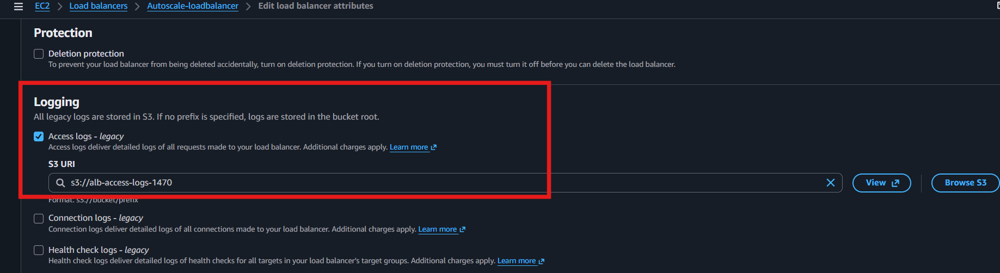 EC2 > Load balancers > Autoscale-loadbalancer > Edit load balancer attributes
Protection
Deletion protection
To prevent your load balancer from being deleted accidentally, turn on deletion protection. If you turn on deletion protection, you must turn it off before you can delete the load balancer.
Logging
All legacy logs are stored in S3. If no prefix is specified, logs are stored in the bucket root.
Access logs - legacy
Access logs deliver detailed logs of all requests made to your load balancer. Additional charges apply. Learn more
S3 URI
s3://alb-access-logs-1470
View
Browse S3
Format: s3://bucket/prefix
Connection logs - legacy
Connection logs deliver detailed logs of all connections made to your load balancer. Additional charges apply. Learn more
Health check logs - legacy
Health check logs deliver detailed logs of health checks for all targets in your load balancer's target groups. Additional charges apply. Learn more